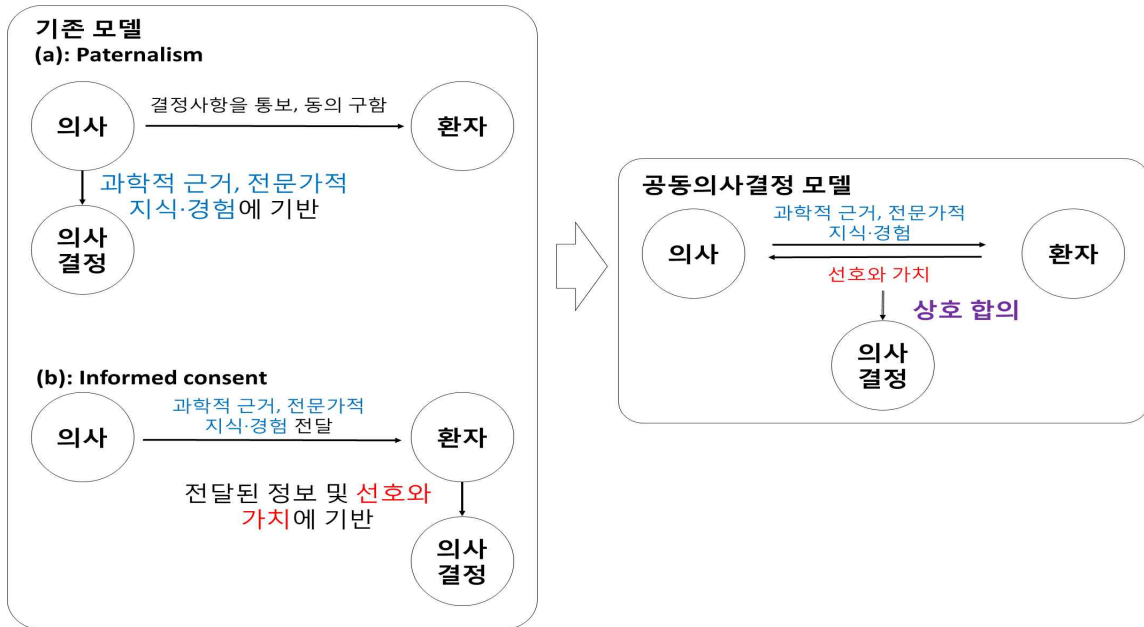 기존 모델
(a): Paternalism
의사
결정사항을 통보, 동의 구함
환자
과학적 근거, 전문가적
지식·경험에 기반
의사
결정
(b): Informed consent
의사
과학적 근거, 전문가적
지식·경험 전달
환자
전달된 정보 및 선호와
가치에 기반
의사
결정
공동의사결정 모델
과학적 근거, 전문가적
지식·경험
의사
환자
선호와 가치
상호 합의
의사
결정